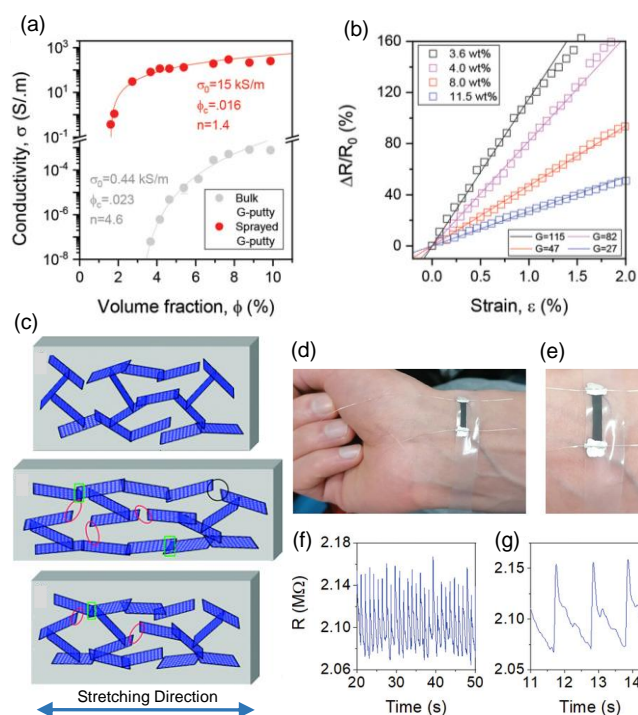 (a)
10³
10¹
10⁻¹
10⁻⁴
10⁻⁶
10⁻⁸
Conductivity, σ (S/.m)
σ₀=15 kS/m
ϕc=.016
n=1.4
σ₀=0.44 kS/m
ϕc=.023
n=4.6
Bulk
G-putty
Sprayed
G-putty
0 2 4 6 8 10
Volume fraction, ϕ (%)
(b)
160
120
80
40
0
ΔR/R₀ (%)
3.6 wt%
4.0 wt%
8.0 wt%
11.5 wt%
G=115 G=82
G=47 G=27
0.0 0.5 1.0 1.5 2.0
Strain, ε (%)
(c)
Stretching Direction
(d)
(e)
(f)
2.18
2.14
2.10
2.06
R (MΩ)
20 30 40 50
Time (s)
(g)
2.15
2.10
2.05
11 12 13 14
Time (s)